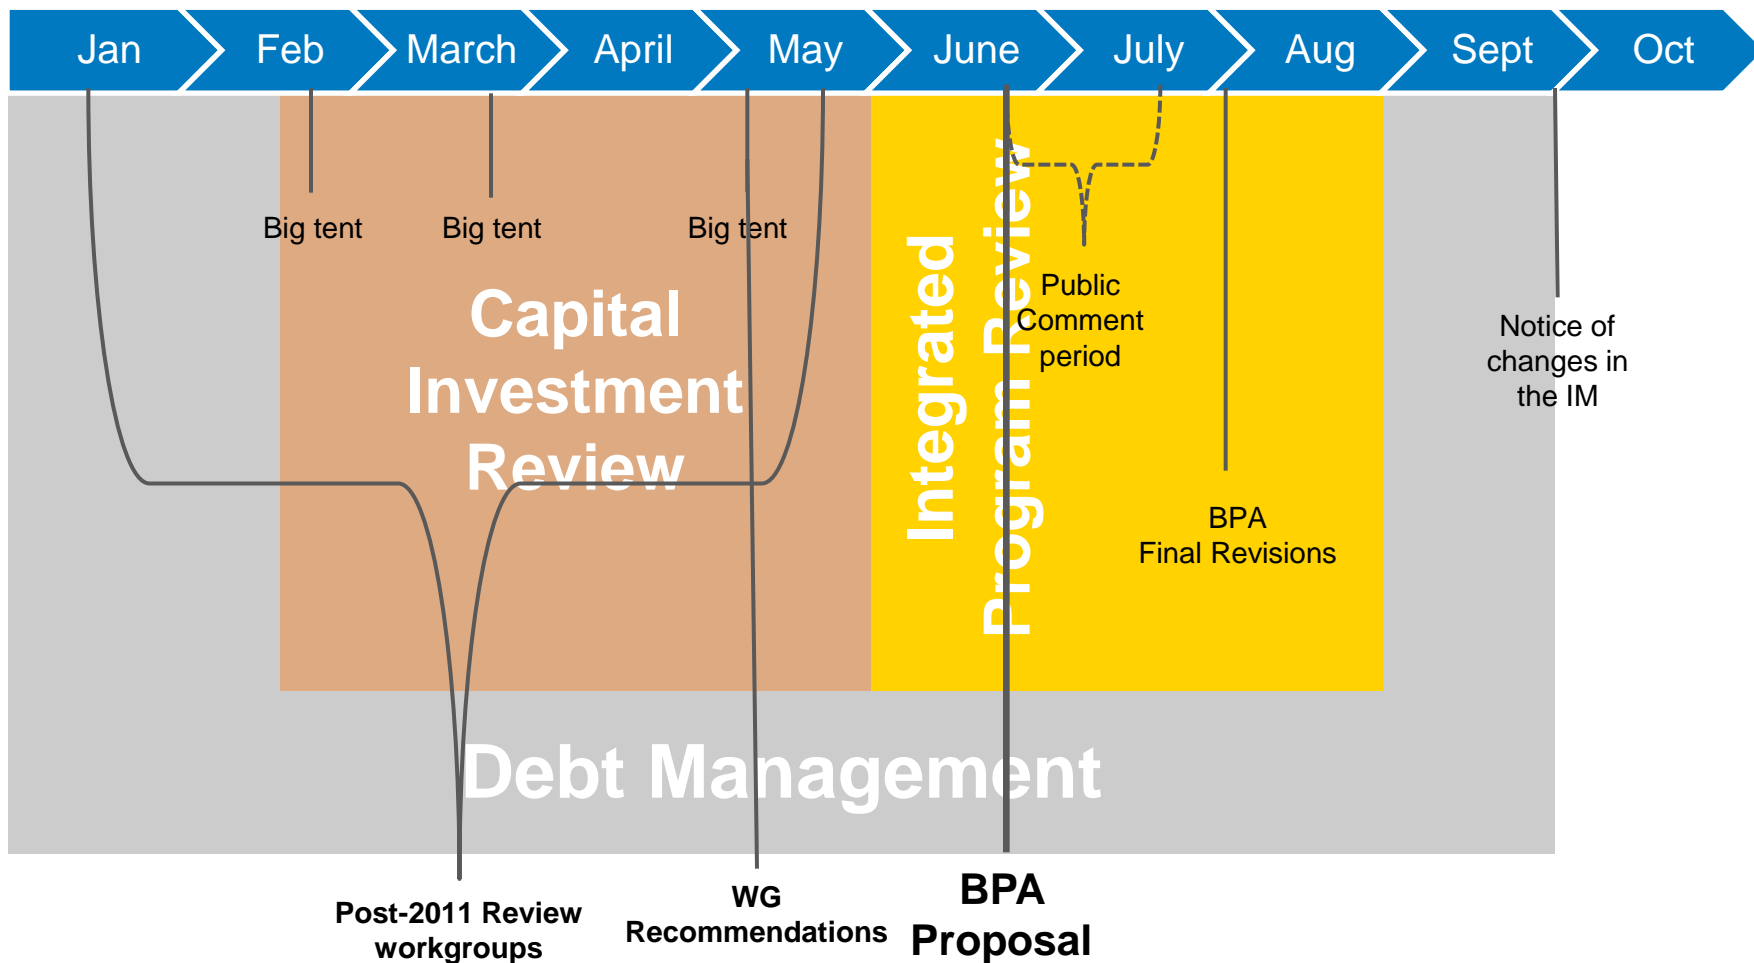 Jan
Feb
March
April
May
June
July
Aug
Sept
Oct
Big tent
Big tent
Big tent
Capital
Investment
Review
Integrated
Program Review
Public
Comment
period
BPA
Final Revisions
Notice of
changes in
the IM
Debt Management
Post-2011 Review
workgroups
WG
Recommendations
BPA
Proposal